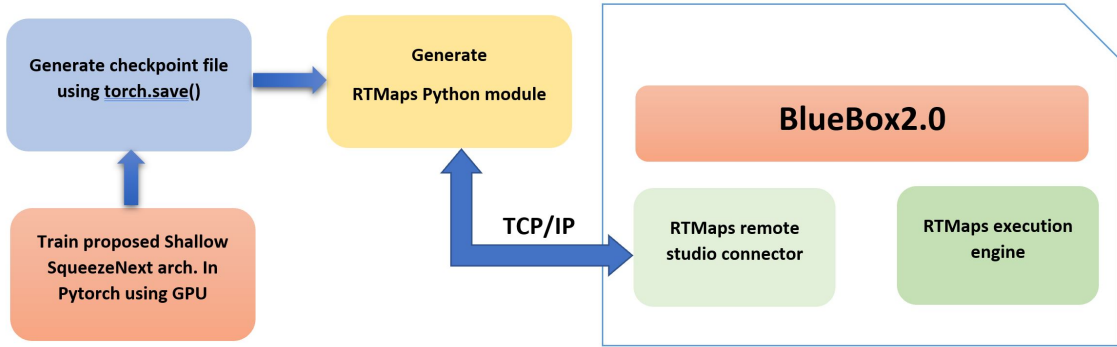 Generate checkpoint file
using torch.save()
Generate
RTMaps Python module
BlueBox2.0
Train proposed Shallow
SqueezeNext arch. In
Pytorch using GPU
TCP/IP
RTMaps remote
studio connector
RTMaps execution
engine